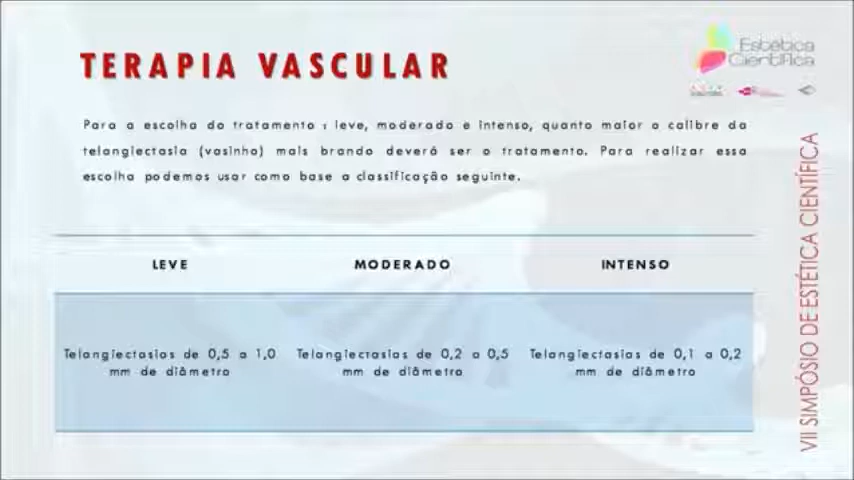 TERAPIA VASCULAR
Estética
Científica
Para a escolha do tratamento : leve, moderado e intenso, quanto maior o calibre da
telangiectasia (vasinho) mais brando deverá ser o tratamento. Para realizar essa
escolha podemos usar como base a classificação seguinte.
LEVE MODERADO INTENSO
Telangiectasias de 0,5 a 1,0 Telangiectasias de 0,2 a 0,5 Telangiectasias de 0,1 a 0,2
mm de diâmetro mm de diâmetro mm de diâmetro
VII SIMPÓSIO DE ESTÉTICA CIENTÍFICA